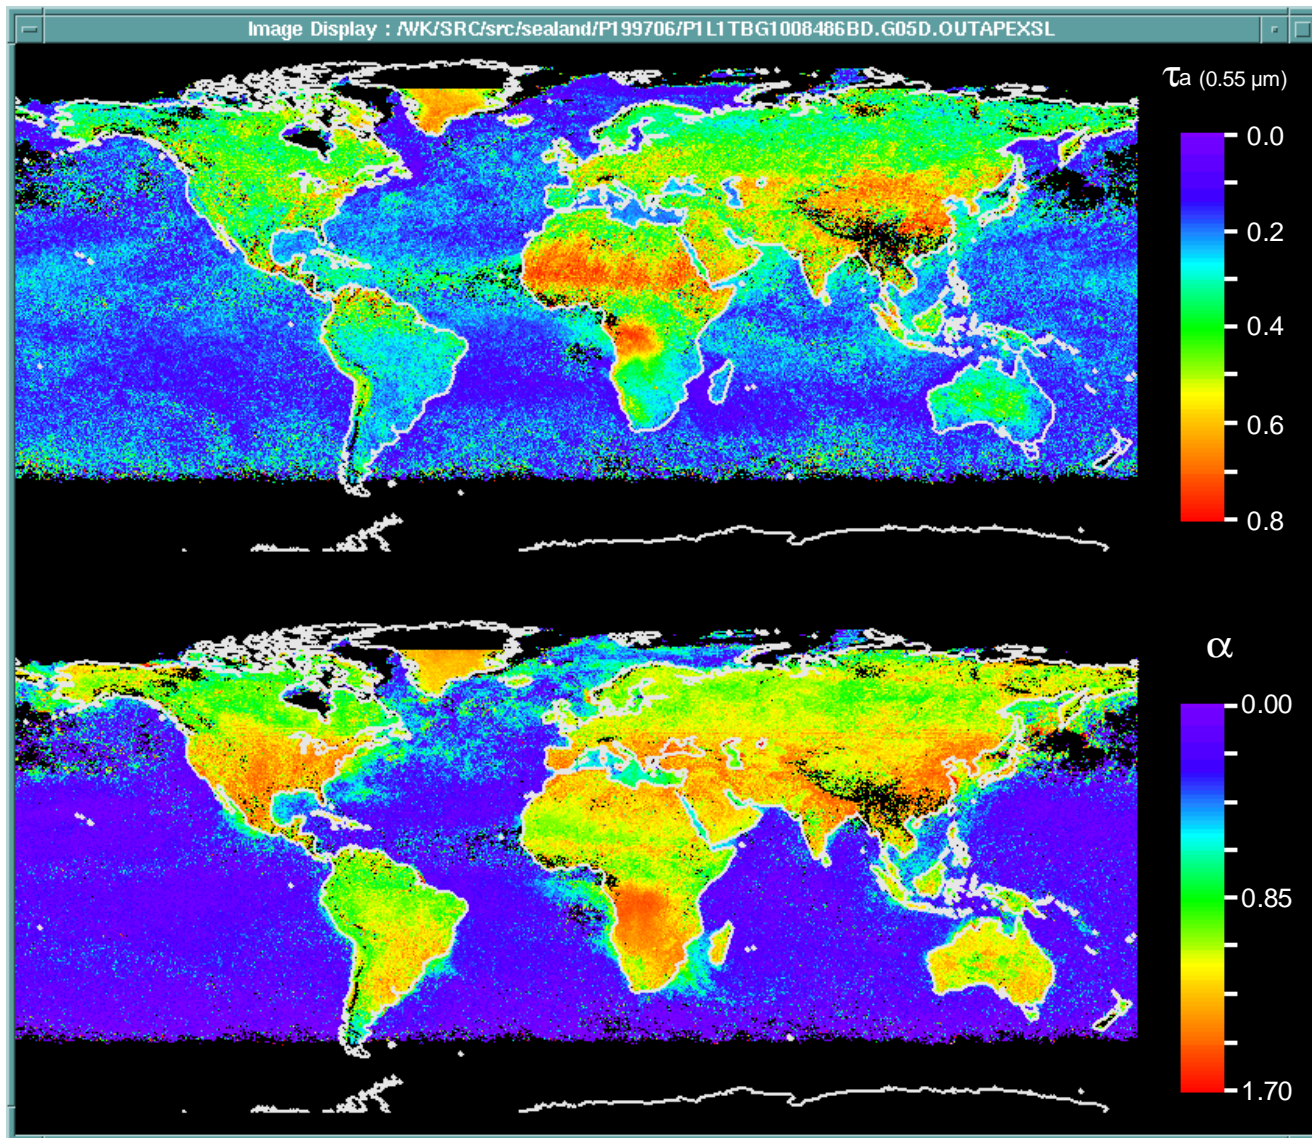 Image Display : /WK/SRC/src/sealand/P199706/P1L1TBG1008486BD.G05D.OUTAPEXSL
τa (0.55 µm)
0.0
0.2
0.4
0.6
0.8
α
0.00
0.85
1.70